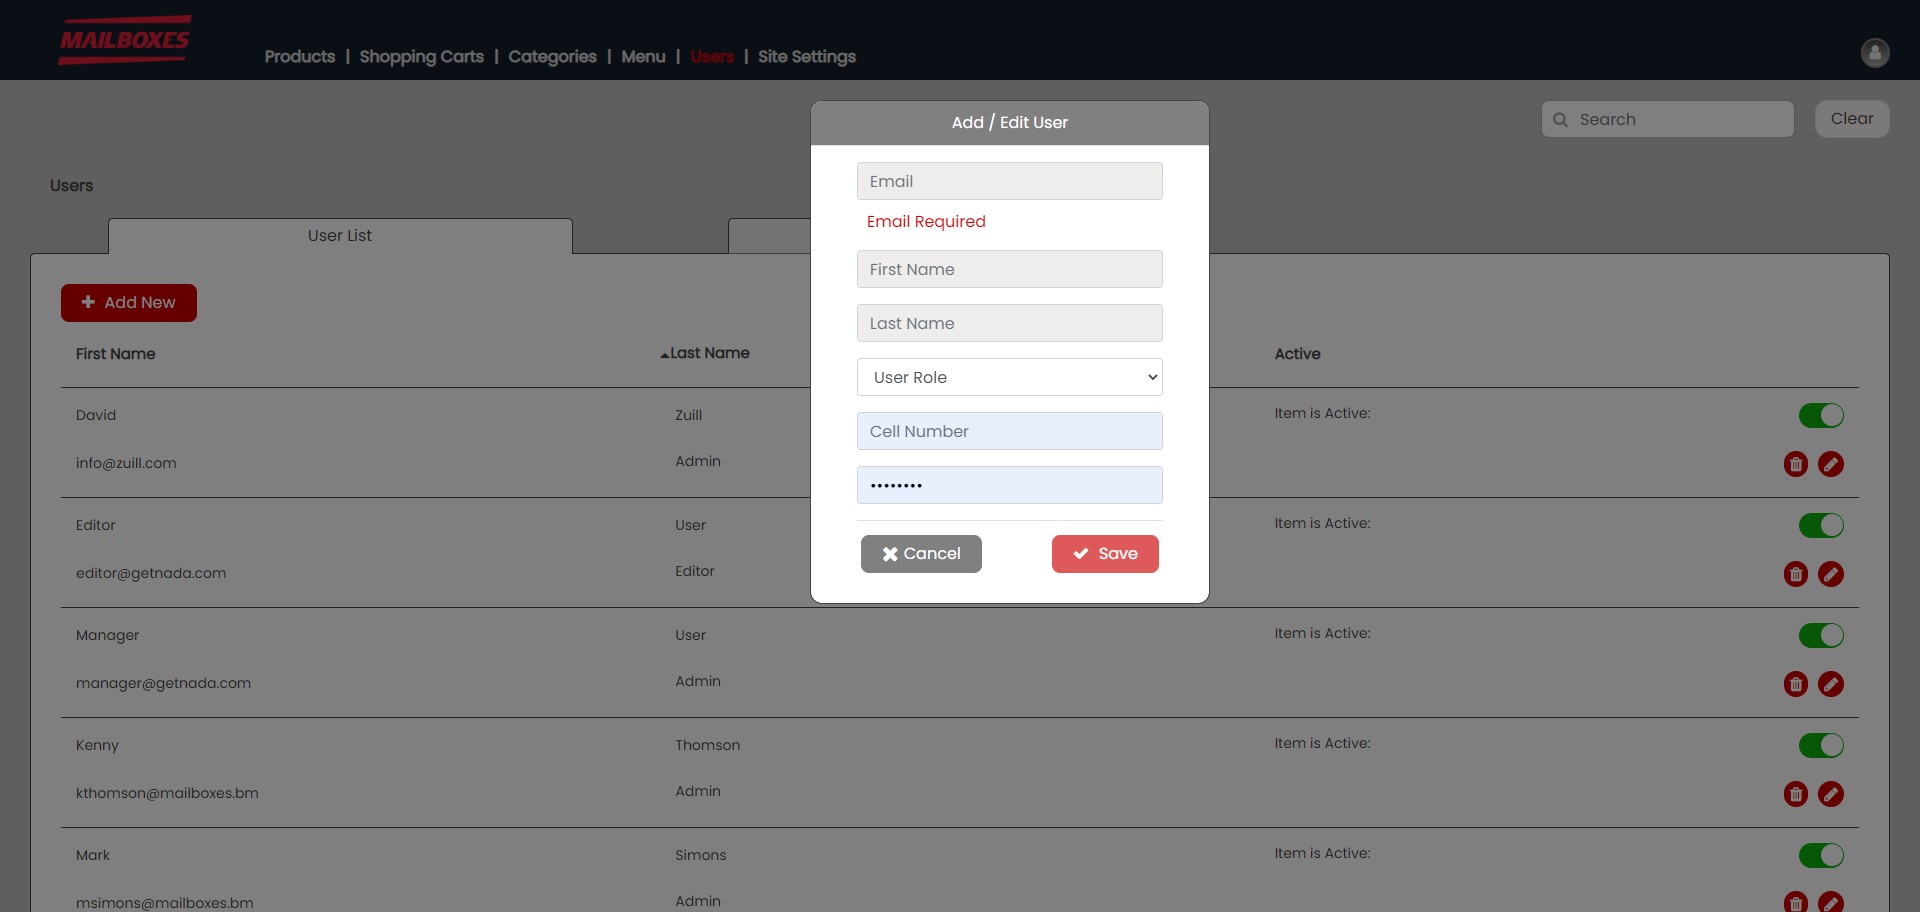 MAILBOXES
Products | Shopping Carts | Categories | Menu | Users | Site Settings
Add / Edit User
Search
Clear
Email
Email Required
First Name
Last Name
User Role
Cell Number
••••••••
Cancel
Save
Users
User List
Add New
First Name
Last Name
Active
David
Zuill
Item is Active:
info@zuill.com
Admin
Editor
User
Item is Active:
editor@getnada.com
Editor
Manager
User
Item is Active:
manager@getnada.com
Admin
Kenny
Thomson
Item is Active:
kthomson@mailboxes.bm
Admin
Mark
Simons
Item is Active:
msimons@mailboxes.bm
Admin